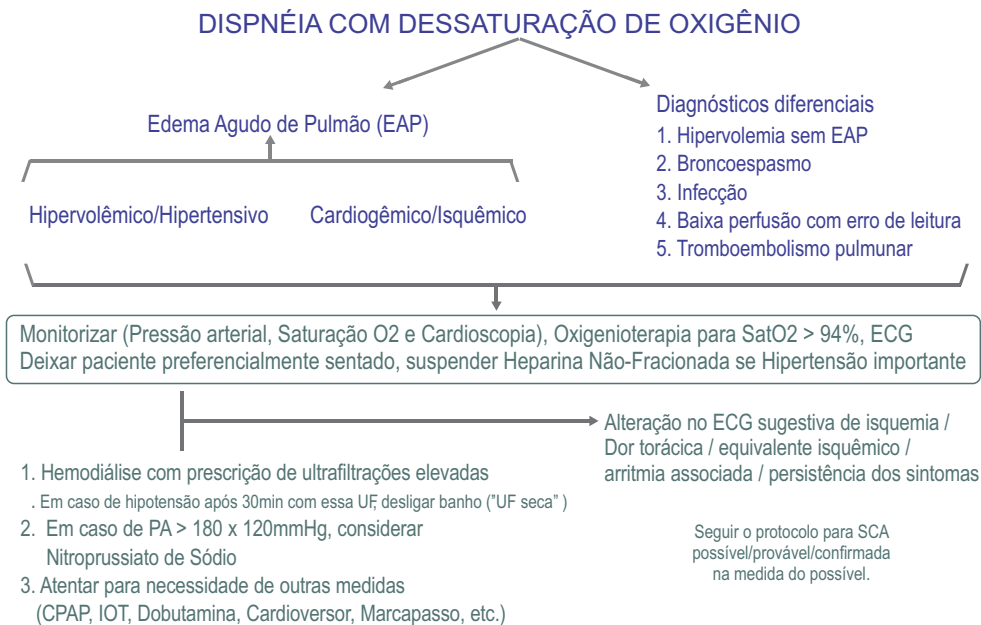 DISPNÉIA COM DESSATURAÇÃO DE OXIGÊNIO
Edema Agudo de Pulmão (EAP)
Hipervolêmico/Hipertensivo
Cardiogêmico/Isquêmico
Diagnósticos diferenciais
1. Hipervolemia sem EAP
2. Broncoespasmo
3. Infecção
4. Baixa perfusão com erro de leitura
5. Tromboembolismo pulmunar
Monitorizar (Pressão arterial, Saturação O2 e Cardioscopia), Oxigenioterapia para SatO2 > 94%, ECG
Deixar paciente preferencialmente sentado, suspender Heparina Não-Fracionada se Hipertensão importante
1. Hemodiálise com prescrição de ultrafiltrações elevadas
. Em caso de hipotensão após 30min com essa UF, desligar banho ("UF seca" )
2. Em caso de PA > 180 x 120mmHg, considerar
Nitroprussiato de Sódio
3. Atentar para necessidade de outras medidas
(CPAP, IOT, Dobutamina, Cardioversor, Marcapasso, etc.)
Alteração no ECG sugestiva de isquemia /
Dor torácica / equivalente isquêmico /
arritmia associada / persistência dos sintomas
Seguir o protocolo para SCA
possível/provável/confirmada
na medida do possível.